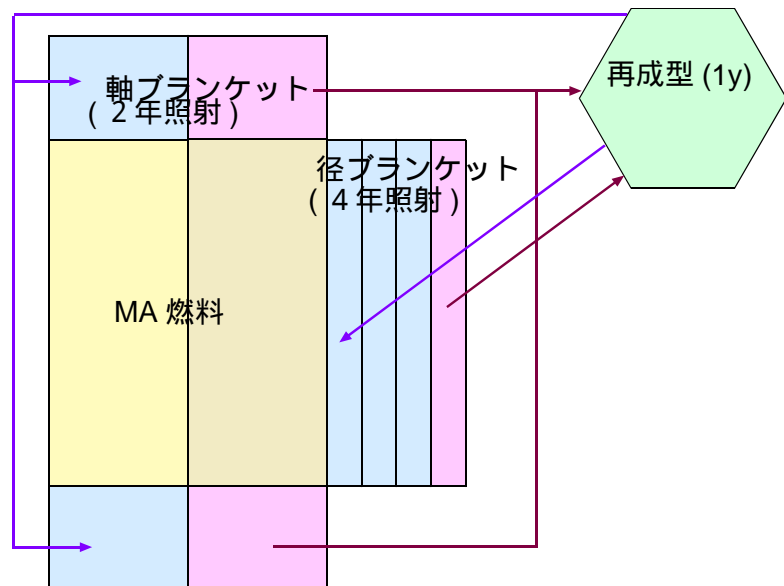 再成型 (1y)
軸ブランケット
( ２年照射 )
径ブランケット
( ４年照射 )
MA 燃料